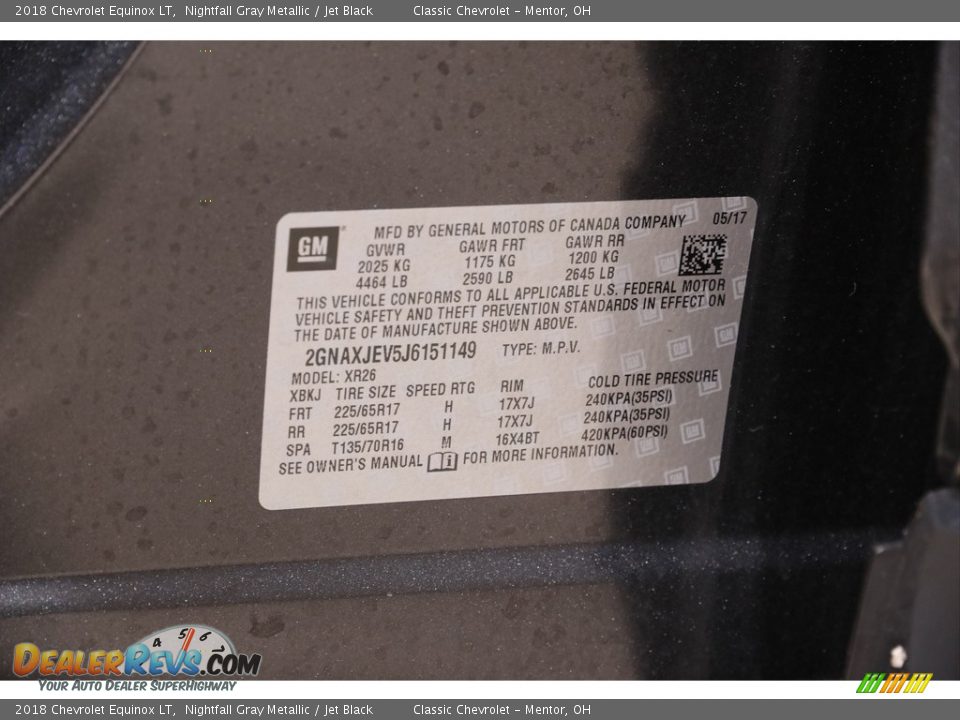 2018 Chevrolet Equinox LT, Nightfall Gray Metallic / Jet Black Classic Chevrolet - Mentor, OH
GM
MFD BY GENERAL MOTORS OF CANADA COMPANY 05/17
GVWR GAWR FRT GAWR RR
2025 KG 1175 KG 1200 KG
4464 LB 2590 LB 2645 LB
THIS VEHICLE CONFORMS TO ALL APPLICABLE U.S. FEDERAL MOTOR
VEHICLE SAFETY AND THEFT PREVENTION STANDARDS IN EFFECT ON
THE DATE OF MANUFACTURE SHOWN ABOVE.
2GNAXJEV5J6151149 TYPE: M.P.V.
MODEL: XR26
XBKJ TIRE SIZE SPEED RTG RIM COLD TIRE PRESSURE
FRT 225/65R17 H 17X7J 240KPA(35PSI)
RR 225/65R17 H 17X7J 240KPA(35PSI)
SPA T135/70R16 M 16X4BT 420KPA(60PSI)
SEE OWNER'S MANUAL FOR MORE INFORMATION.
4 5 6 7
DEALERREVS.COM
YOUR AUTO DEALER SUPERHIGHWAY
2018 Chevrolet Equinox LT, Nightfall Gray Metallic / Jet Black Classic Chevrolet - Mentor, OH